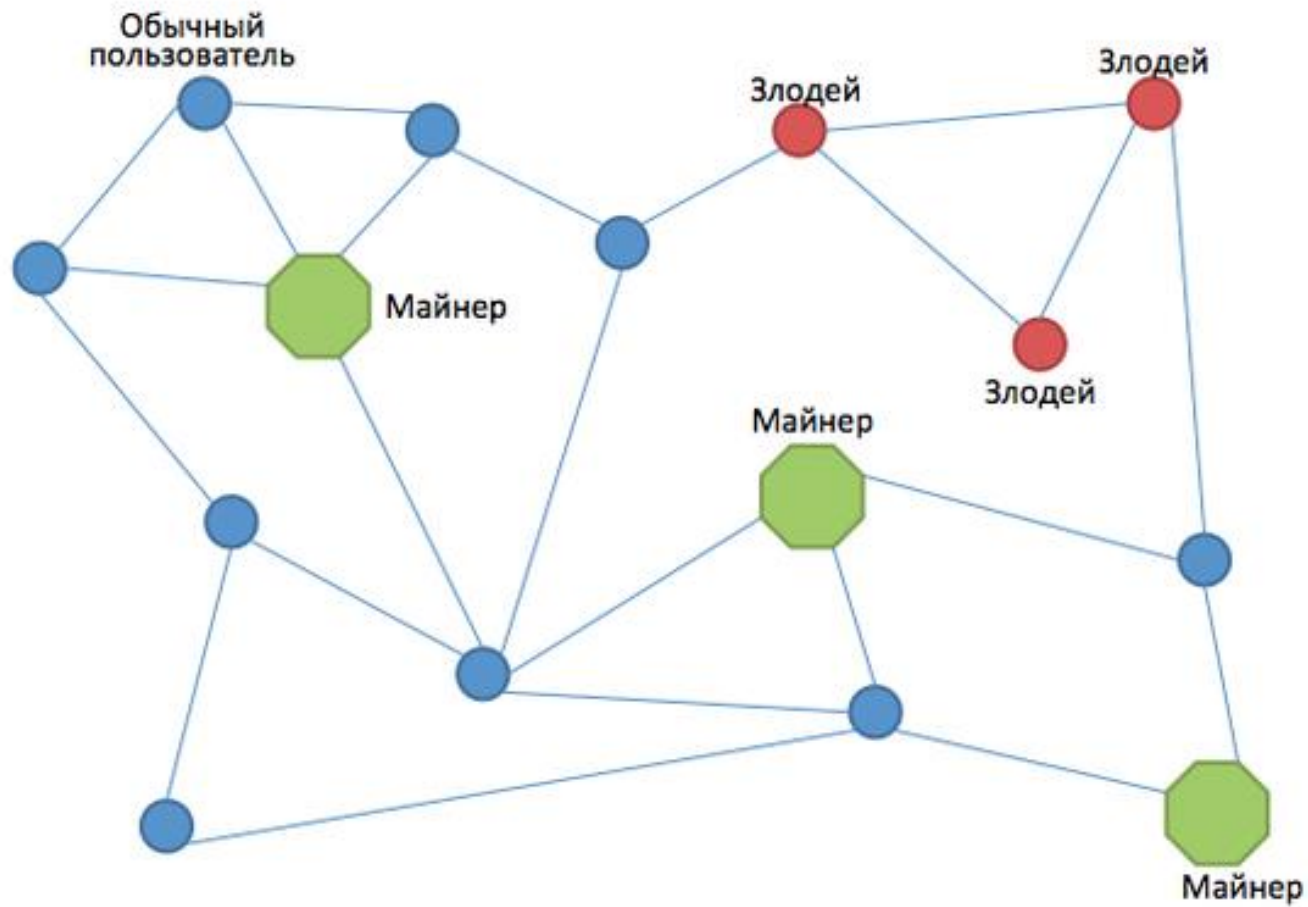 Обычный
пользователь
Злодей
Злодей
Майнер
Злодей
Майнер
Майнер